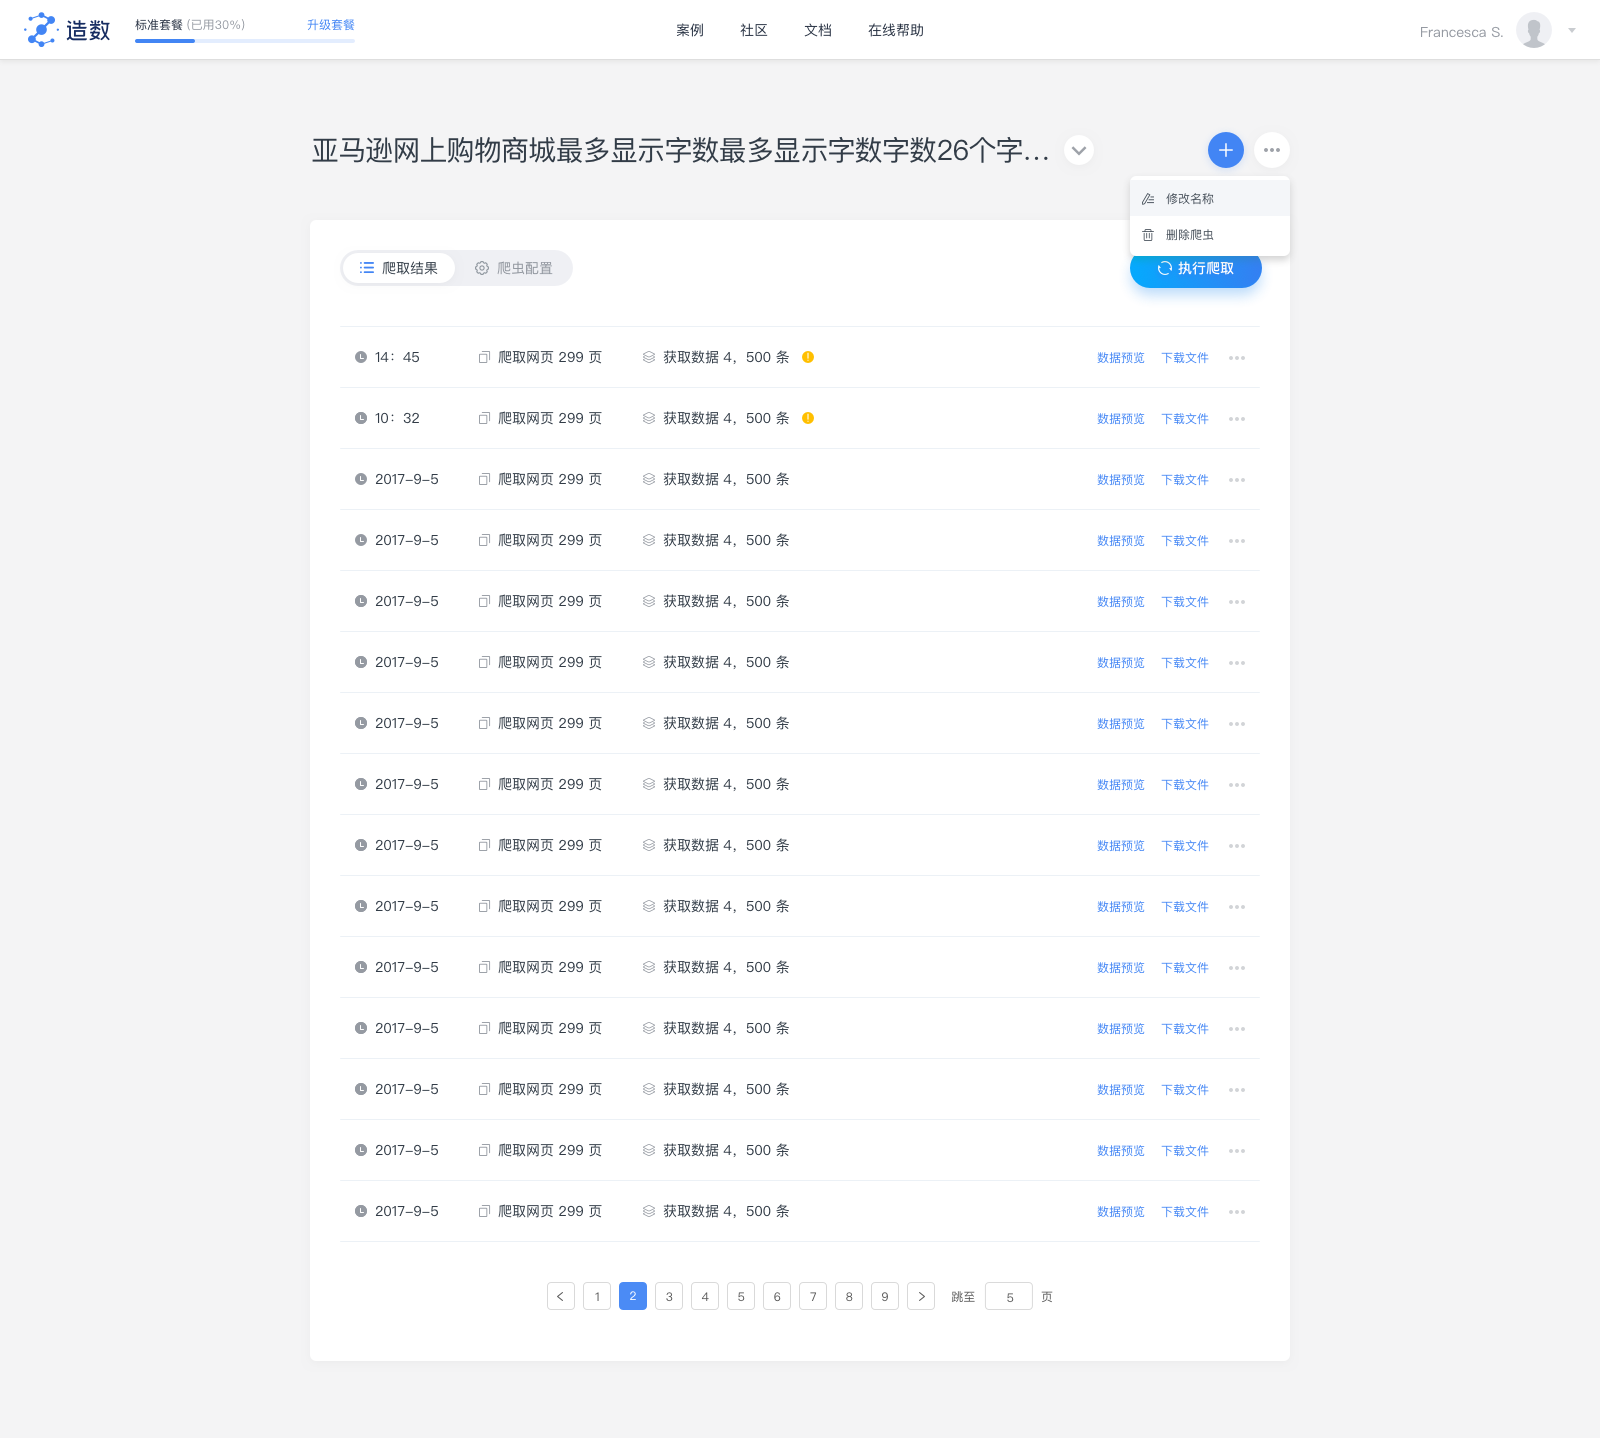 造数
标准套餐 (已用30%) 升级套餐
案例 社区 文档 在线帮助
Francesca S.
亚马逊网上购物商城最多显示字数最多显示字数字数26个字...
修改名称
删除爬虫
爬取结果 爬虫配置 执行爬取
14：45 爬取网页 299 页 获取数据 4，500 条 数据预览 下载文件
10：32 爬取网页 299 页 获取数据 4，500 条 数据预览 下载文件
2017-9-5 爬取网页 299 页 获取数据 4，500 条 数据预览 下载文件
2017-9-5 爬取网页 299 页 获取数据 4，500 条 数据预览 下载文件
2017-9-5 爬取网页 299 页 获取数据 4，500 条 数据预览 下载文件
2017-9-5 爬取网页 299 页 获取数据 4，500 条 数据预览 下载文件
2017-9-5 爬取网页 299 页 获取数据 4，500 条 数据预览 下载文件
2017-9-5 爬取网页 299 页 获取数据 4，500 条 数据预览 下载文件
2017-9-5 爬取网页 299 页 获取数据 4，500 条 数据预览 下载文件
2017-9-5 爬取网页 299 页 获取数据 4，500 条 数据预览 下载文件
2017-9-5 爬取网页 299 页 获取数据 4，500 条 数据预览 下载文件
2017-9-5 爬取网页 299 页 获取数据 4，500 条 数据预览 下载文件
2017-9-5 爬取网页 299 页 获取数据 4，500 条 数据预览 下载文件
2017-9-5 爬取网页 299 页 获取数据 4，500 条 数据预览 下载文件
2017-9-5 爬取网页 299 页 获取数据 4，500 条 数据预览 下载文件
1 2 3 4 5 6 7 8 9 跳至 5 页